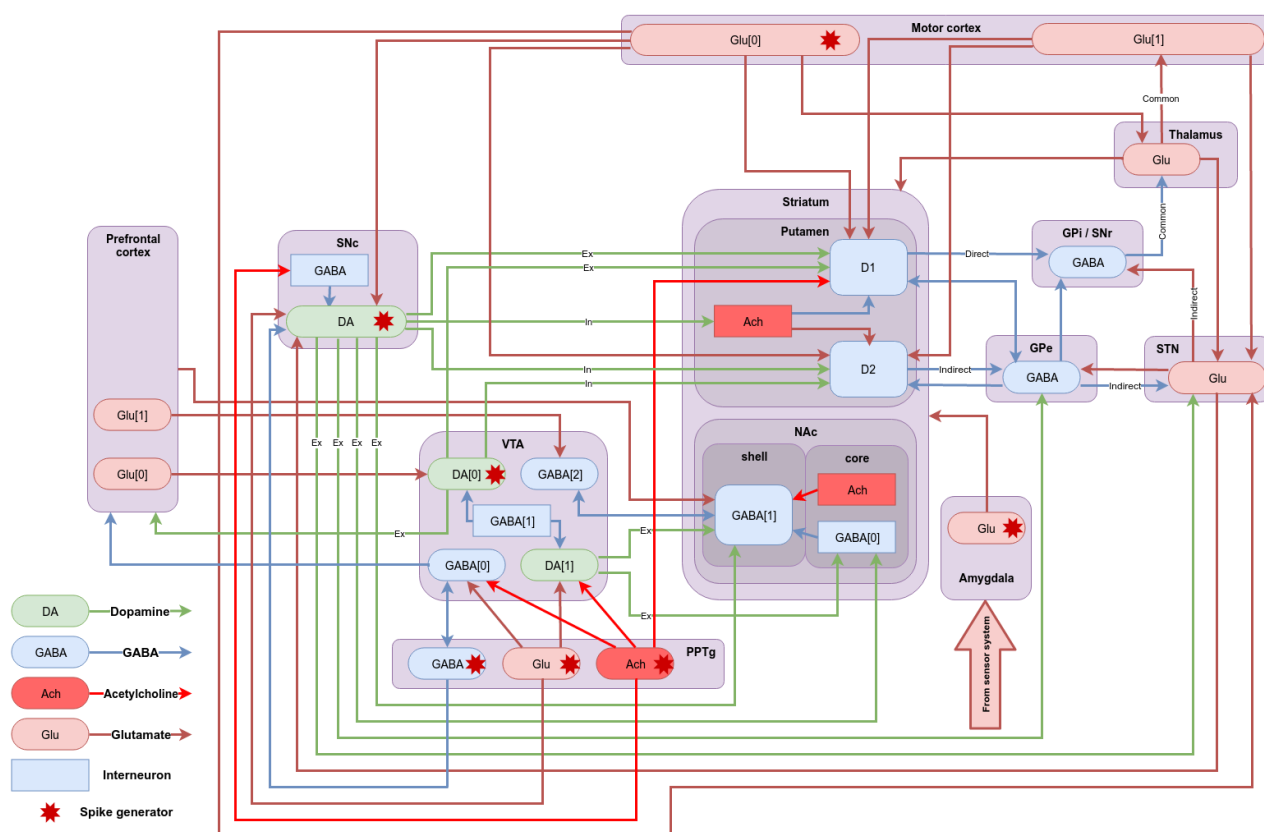 Motor cortex
Glu[0]
Glu[1]
Common
Thalamus
Glu
Common
Striatum
Putamen
D1
Ach
D2
Direct
GPi / SNr
GABA
Indirect
GPe
GABA
Indirect
Indirect
STN
Glu
Prefrontal
cortex
Glu[1]
Glu[0]
SNc
GABA
DA
Ex
Ex
In
In
In
Ex
Ex
Ex
Ex
VTA
DA[0]
GABA[2]
GABA[1]
GABA[0]
DA[1]
Ex
Ex
Ex
NAc
shell
core
Ach
GABA[1]
GABA[0]
Glu
Amygdala
From sensor system
PPTg
GABA
Glu
Ach
DA
Dopamine
GABA
GABA
Ach
Acetylcholine
Glu
Glutamate
Interneuron
Spike generator